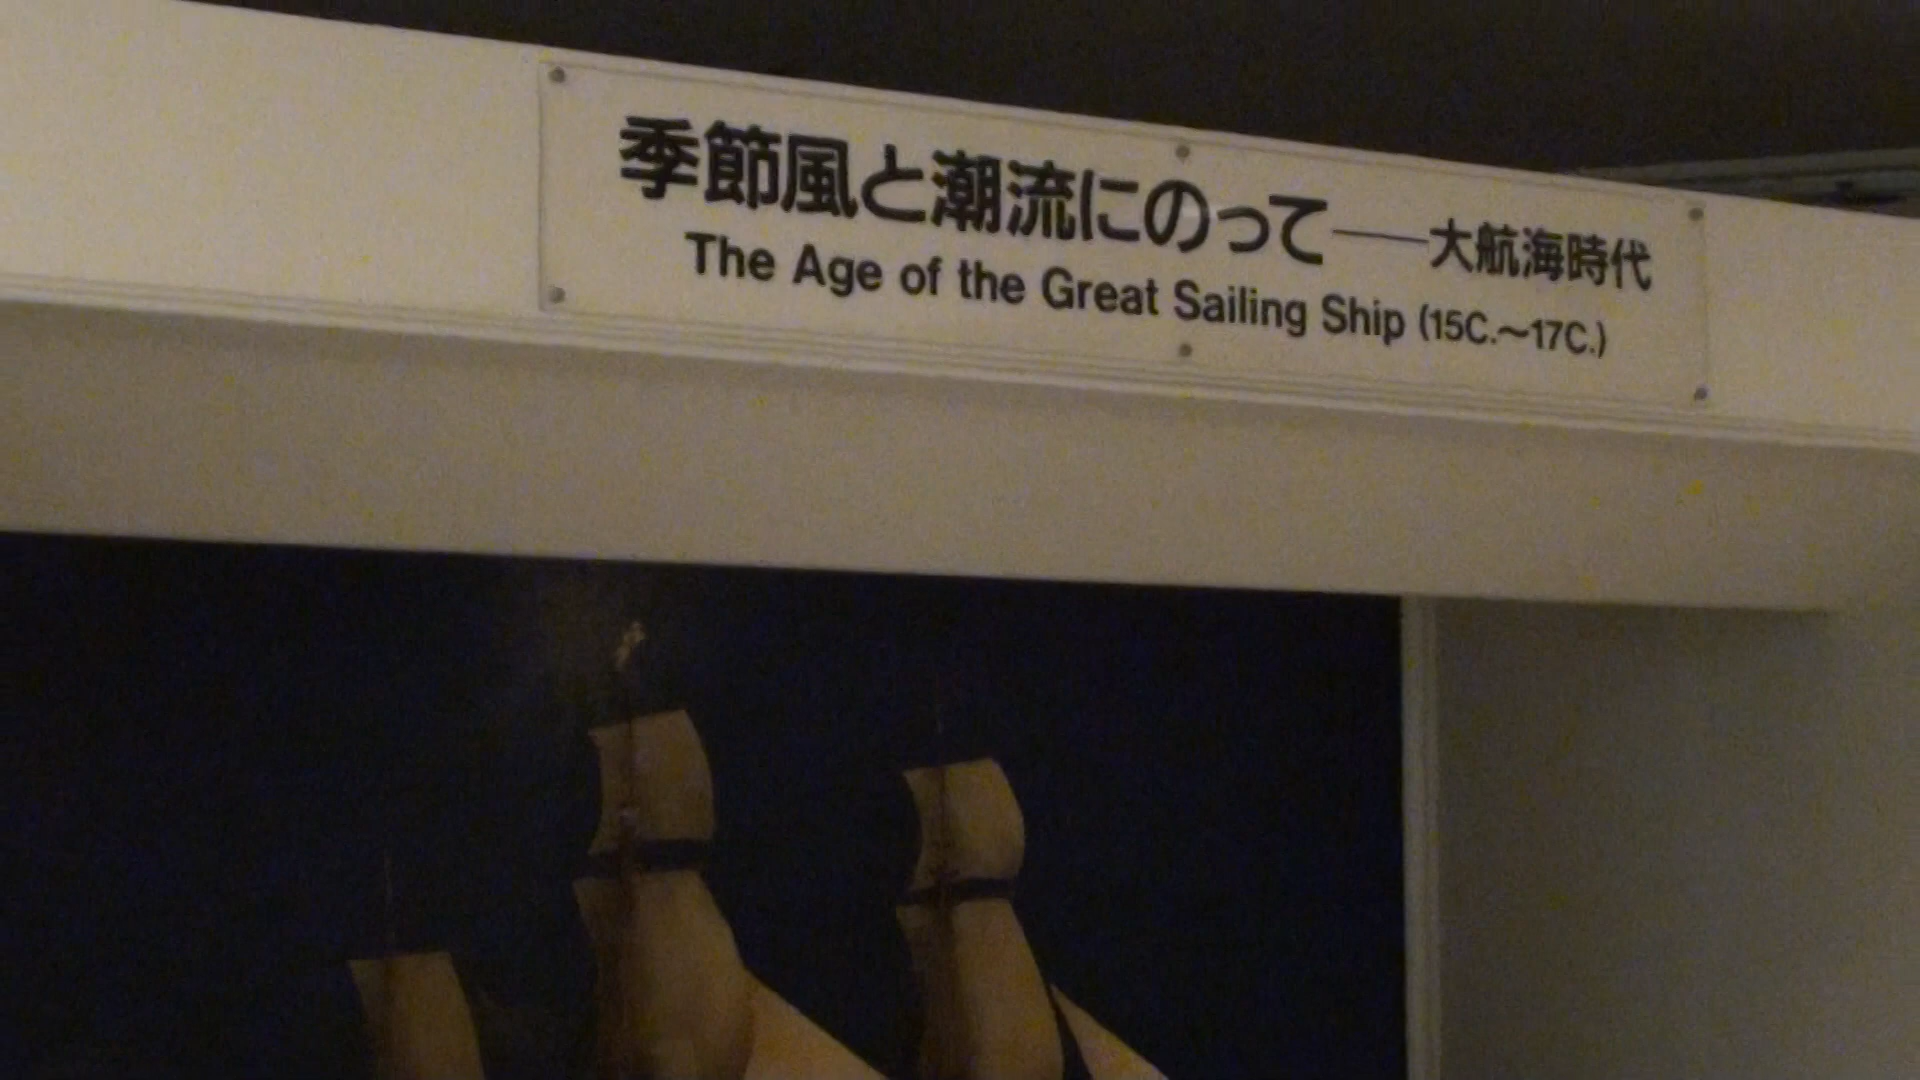 季節風と潮流にのって──大航海時代
The Age of the Great Sailing Ship (15C.～17C.)